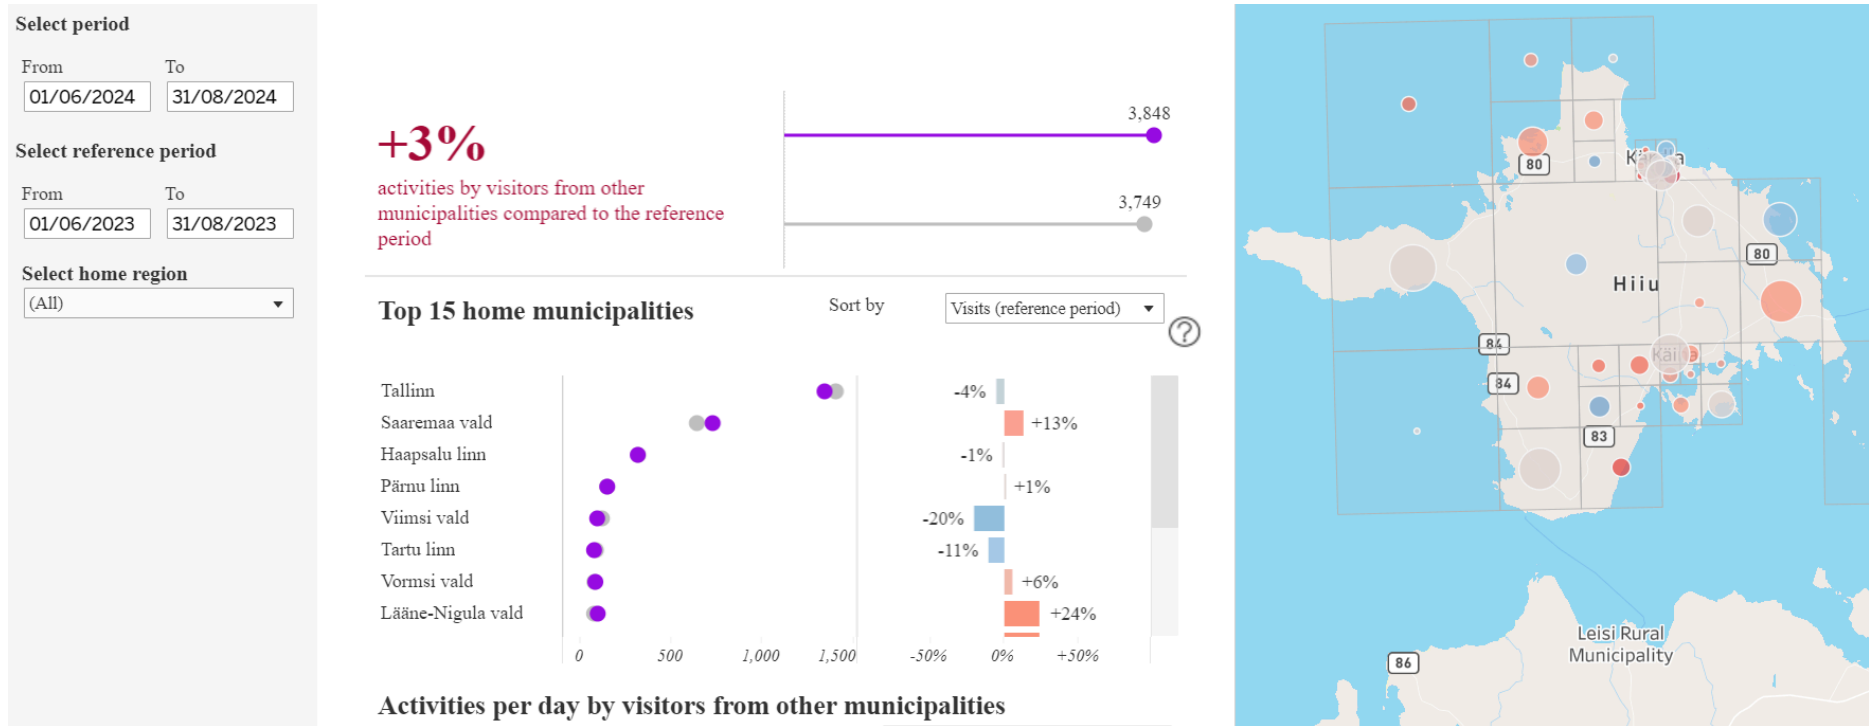 Select period
From To
01/06/2024 31/08/2024
Select reference period
From To
01/06/2023 31/08/2023
Select home region
(All)
+3%
activities by visitors from other
municipalities compared to the reference
period
3,848
3,749
Top 15 home municipalities
Sort by
Visits (reference period)
?
Tallinn -4%
Saaremaa vald +13%
Haapsalu linn -1%
Pärnu linn +1%
Viimsi vald -20%
Tartu linn -11%
Vormsi vald +6%
Lääne-Nigula vald +24%
0 500 1,000 1,500 -50% 0% +50%
Activities per day by visitors from other municipalities
80
80
Hiiu
84
Käina
84
83
Leisi Rural
Municipality
86